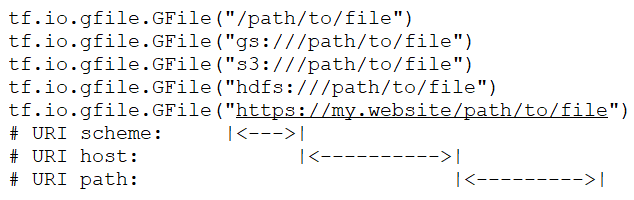 tf.io.gfile.GFile("/path/to/file")
tf.io.gfile.GFile("gs:///path/to/file")
tf.io.gfile.GFile("s3:///path/to/file")
tf.io.gfile.GFile("hdfs:///path/to/file")
tf.io.gfile.GFile("https://my.website/path/to/file")
# URI scheme:     |<--->|
# URI host:             |<---------->|
# URI path:                          |<--------->|